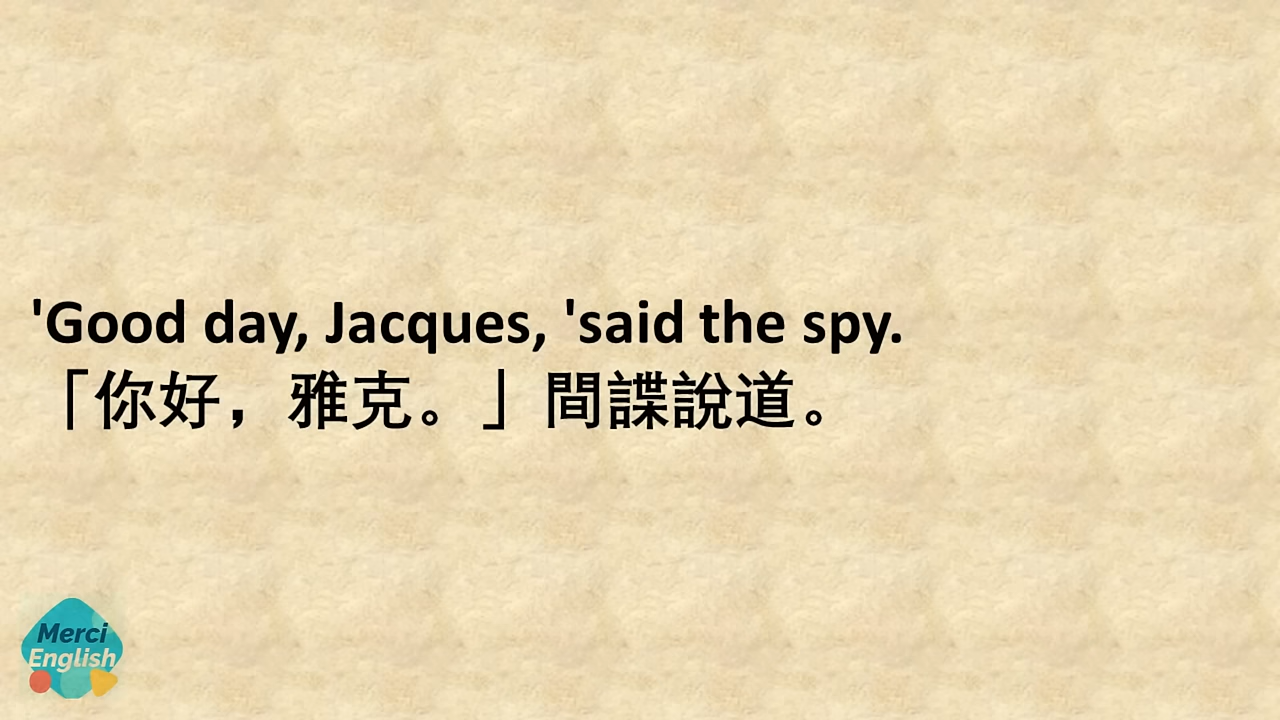 'Good day, Jacques, 'said the spy.
「你好，雅克。」間諜說道。
Merci
English